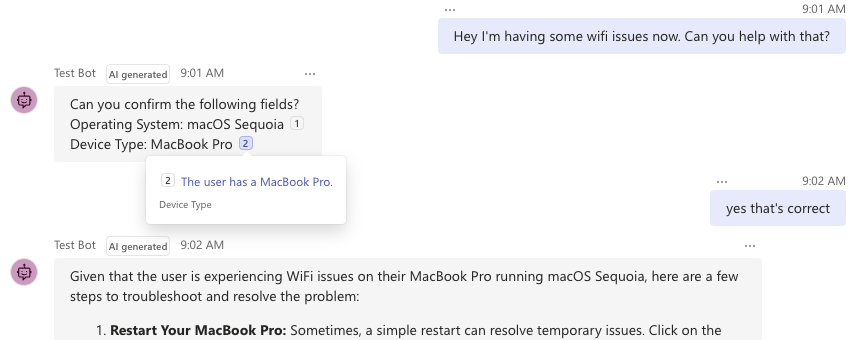 9:01 AM
Hey I'm having some wifi issues now. Can you help with that?
Test Bot AI generated 9:01 AM
Can you confirm the following fields?
Operating System: macOS Sequoia 1
Device Type: MacBook Pro 2
2 The user has a MacBook Pro.
Device Type
9:02 AM
yes that's correct
Test Bot AI generated 9:02 AM
Given that the user is experiencing WiFi issues on their MacBook Pro running macOS Sequoia, here are a few
steps to troubleshoot and resolve the problem:
1. Restart Your MacBook Pro: Sometimes, a simple restart can resolve temporary issues. Click on the